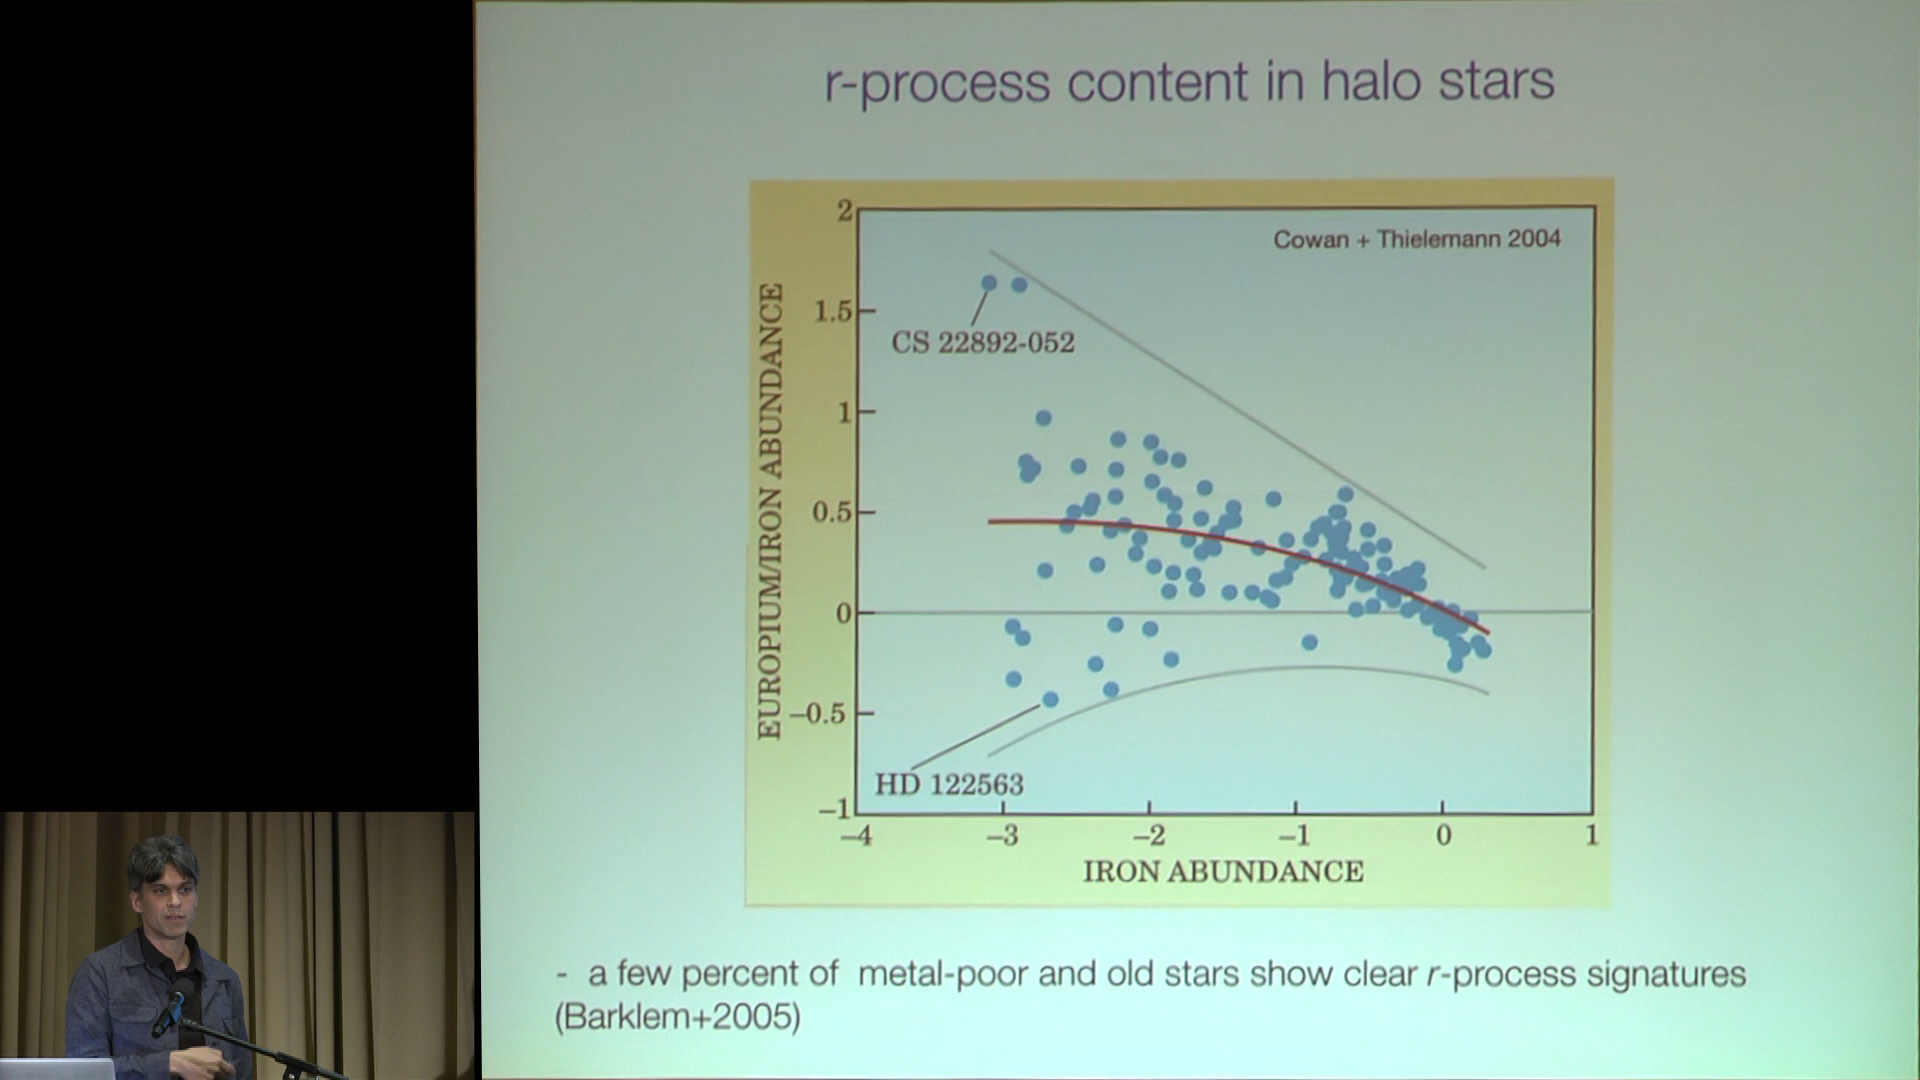 r-process content in halo stars
Cowan + Thielemann 2004
2
1.5
1
0.5
0
−0.5
−1
EUROPIUM/IRON ABUNDANCE
CS 22892-052
HD 122563
−4 −3 −2 −1 0 1
IRON ABUNDANCE
- a few percent of metal-poor and old stars show clear r-process signatures
(Barklem+2005)